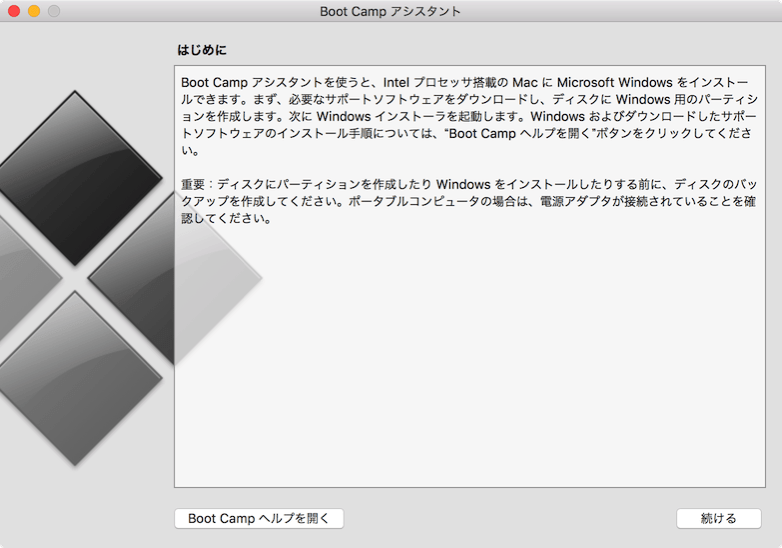 Boot Camp アシスタント
はじめに
Boot Camp アシスタントを使うと、Intel プロセッサ搭載の Mac に Microsoft Windows をインストー
ルできます。まず、必要なサポートソフトウェアをダウンロードし、ディスクに Windows 用のパーティシ
ョンを作成します。次に Windows インストーラを起動します。Windows およびダウンロードしたサポー
トソフトウェアのインストール手順については、“Boot Camp ヘルプを開く”ボタンをクリックしてくださ
い。
重要：ディスクにパーティションを作成したり Windows をインストールしたりする前に、ディスクのバッ
クアップを作成してください。ポータブルコンピュータの場合は、電源アダプタが接続されていることを確
認してください。
Boot Camp ヘルプを開く
続ける